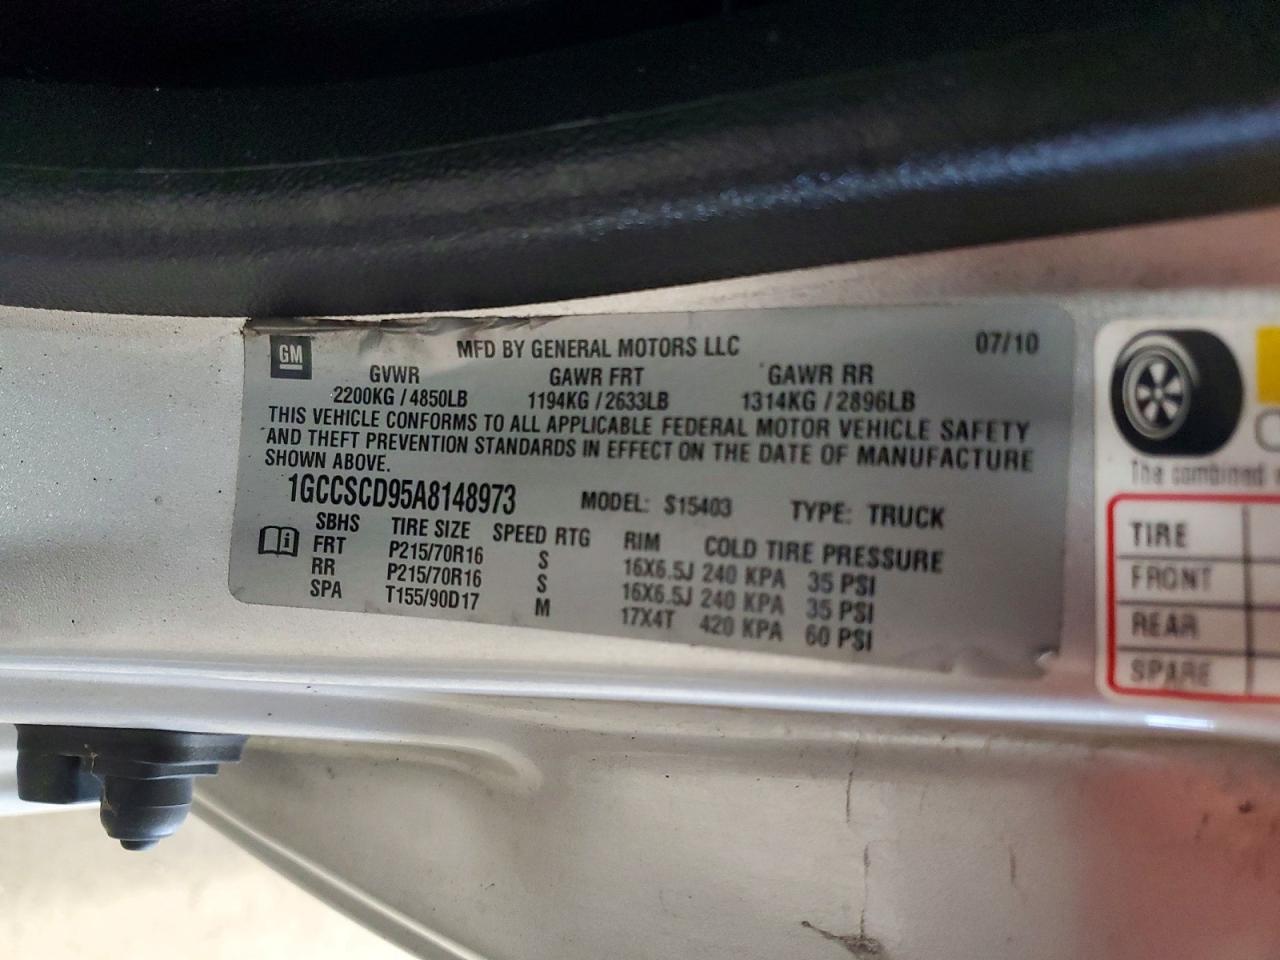 GM
MFD BY GENERAL MOTORS LLC 07/10
GVWR GAWR FRT GAWR RR
2200KG / 4850LB 1194KG / 2633LB 1314KG / 2896LB
THIS VEHICLE CONFORMS TO ALL APPLICABLE FEDERAL MOTOR VEHICLE SAFETY
AND THEFT PREVENTION STANDARDS IN EFFECT ON THE DATE OF MANUFACTURE
SHOWN ABOVE.
1GCCSCD95A8148973 MODEL: S15403 TYPE: TRUCK
SBHS TIRE SIZE SPEED RTG RIM COLD TIRE PRESSURE
FRT P215/70R16 S 16X6.5J 240 KPA 35 PSI
RR P215/70R16 S 16X6.5J 240 KPA 35 PSI
SPA T155/90D17 M 17X4T 420 KPA 60 PSI
The combined
TIRE
FRONT
REAR
SPARE